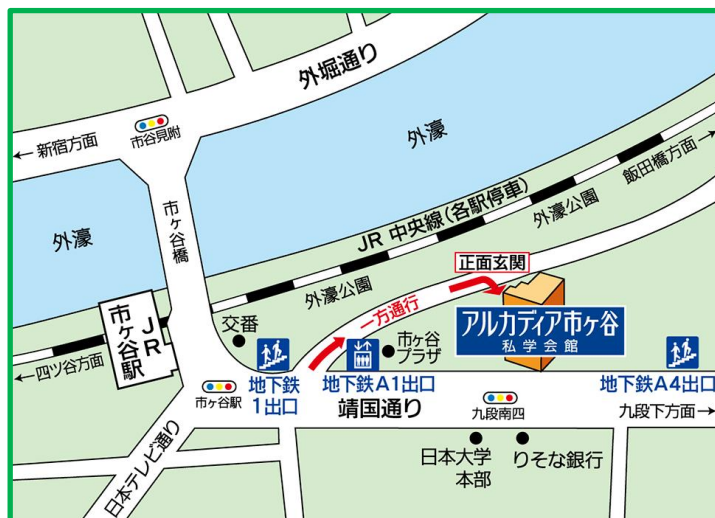 外堀通り
← 新宿方面
市谷見附
外濠
飯田橋方面 →
外濠
市ヶ谷橋
JR 中央線(各駅停車)
外濠公園
外濠公園
正面玄関
一方通行
アルカディア市ヶ谷
私学会館
JR
市ヶ谷駅
← 四ツ谷方面
交番
市ヶ谷
プラザ
市ヶ谷駅
地下鉄
1出口
地下鉄A1出口
地下鉄A4出口
靖国通り
九段南四
九段下方面→
日本テレビ通り
日本大学
本部
りそな銀行